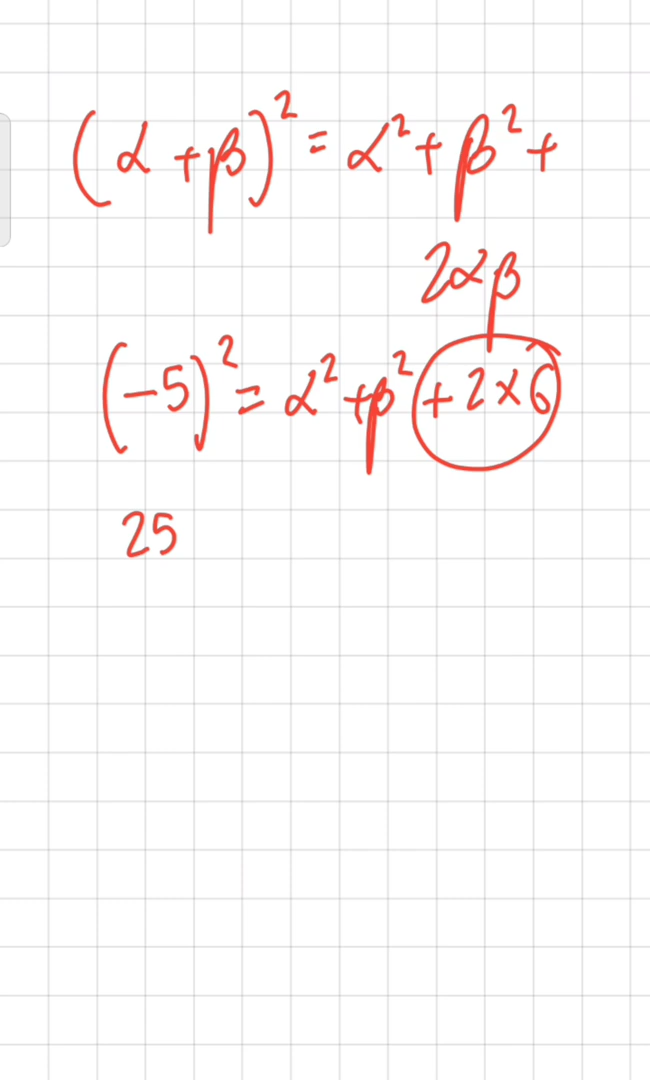 (α + β)² = α² + β² +
2αβ
(-5)² = α² + β² + 2 × 6
25